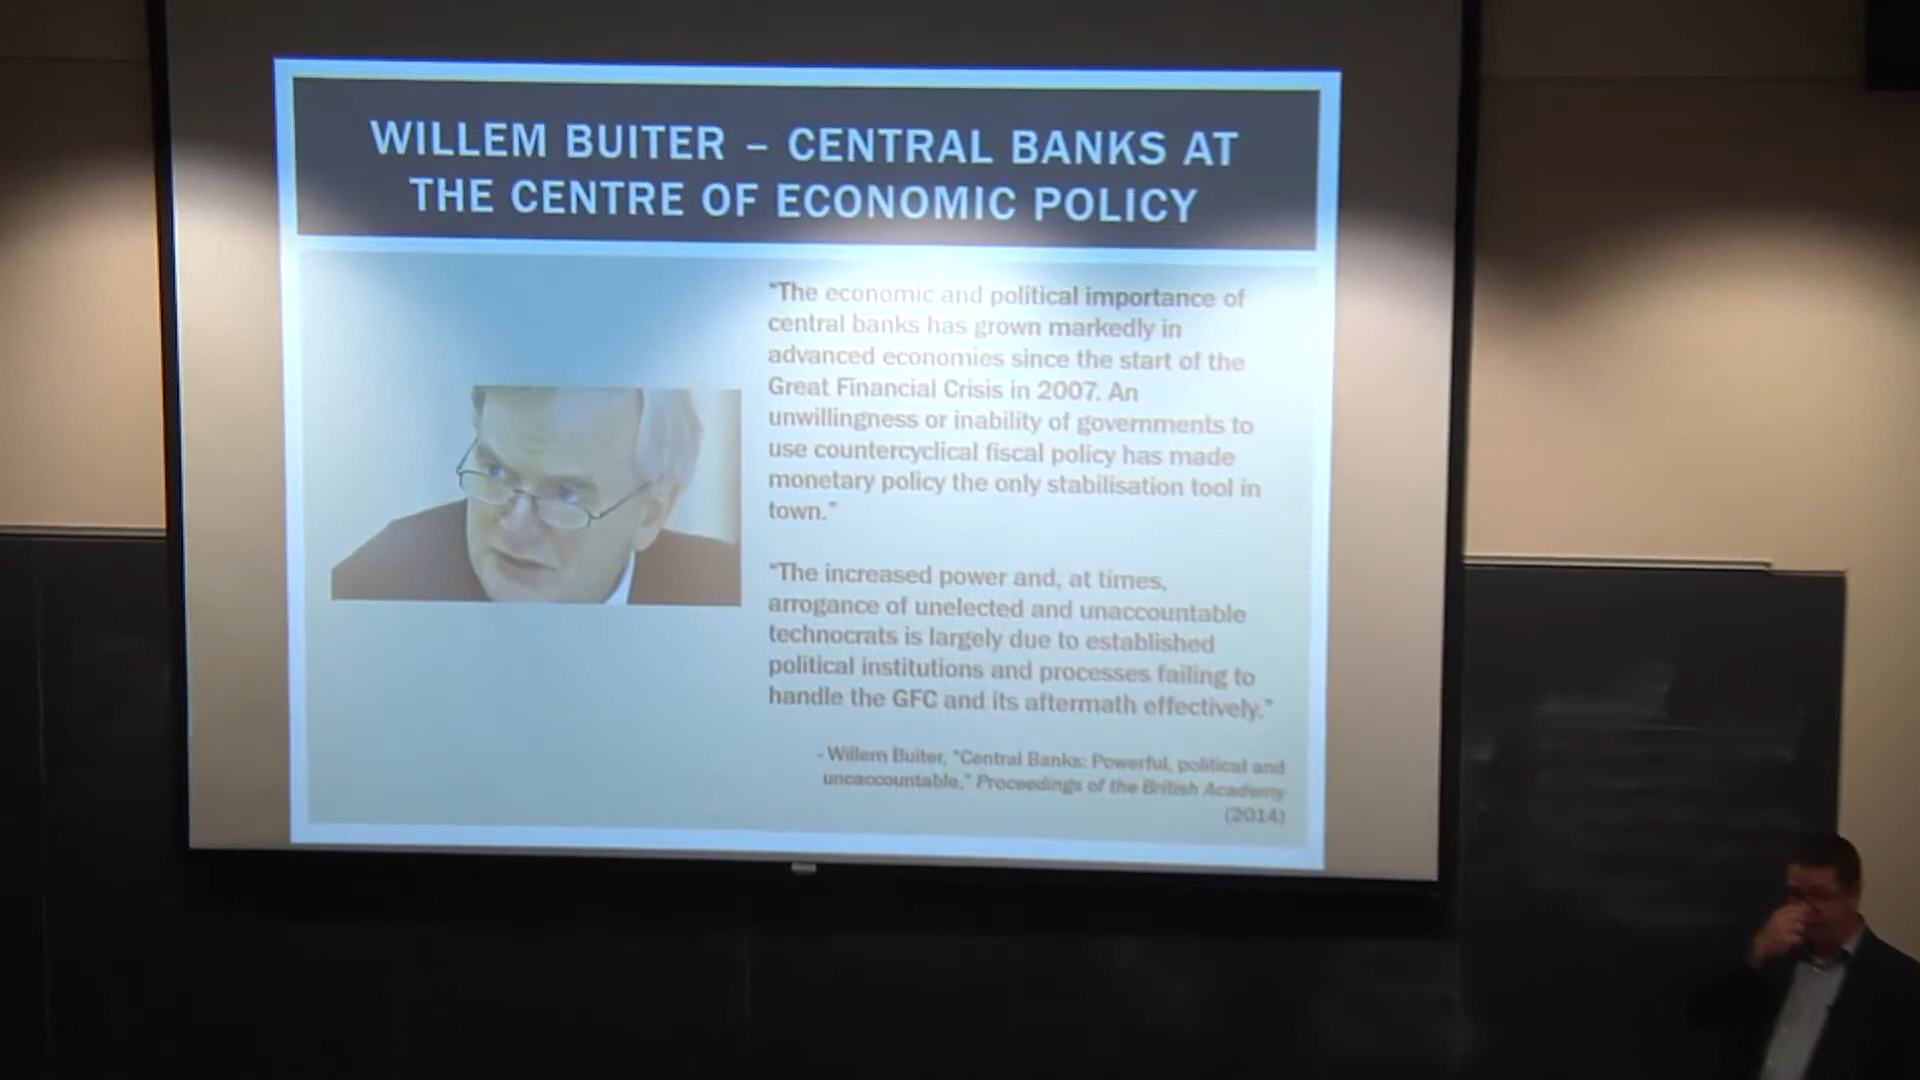 WILLEM BUITER – CENTRAL BANKS AT
THE CENTRE OF ECONOMIC POLICY
“The economic and political importance of
central banks has grown markedly in
advanced economies since the start of the
Great Financial Crisis in 2007. An
unwillingness or inability of governments to
use countercyclical fiscal policy has made
monetary policy the only stabilisation tool in
town.”
“The increased power and, at times,
arrogance of unelected and unaccountable
technocrats is largely due to established
political institutions and processes failing to
handle the GFC and its aftermath effectively.”
- Willem Buiter, “Central Banks: Powerful, political and
uncaccountable,” Proceedings of the British Academy
(2014)